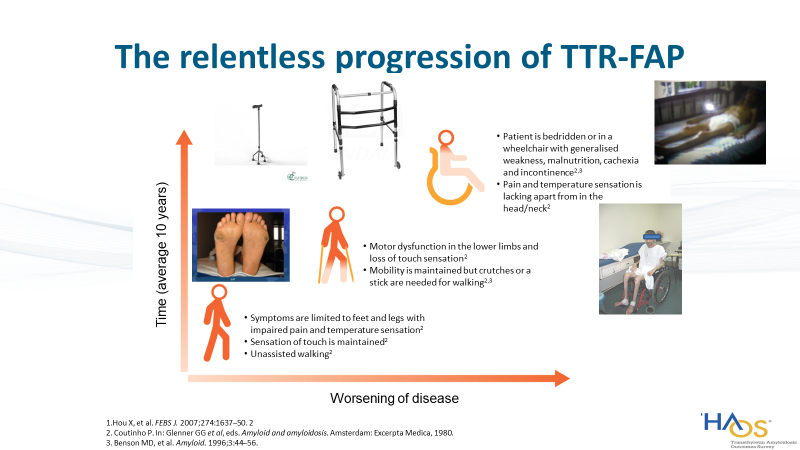 The relentless progression of TTR-FAP
• Patient is bedridden or in a
wheelchair with generalised
weakness, malnutrition, cachexia
and incontinence2,3
• Pain and temperature sensation is
lacking apart from in the
head/neck2
Time (average 10 years)
• Motor dysfunction in the lower limbs and
loss of touch sensation2
• Mobility is maintained but crutches or a
stick are needed for walking2,3
• Symptoms are limited to feet and legs with
impaired pain and temperature sensation2
• Sensation of touch is maintained2
• Unassisted walking2
Worsening of disease
1.Hou X, et al. FEBS J. 2007;274:1637–50. 2
2. Coutinho P. In: Glenner GG et al, eds. Amyloid and amyloidosis. Amsterdam: Excerpta Medica, 1980.
3. Benson MD, et al. Amyloid. 1996;3:44–56.
THAOS
Transthyretin Amyloidosis
Outcomes Survey